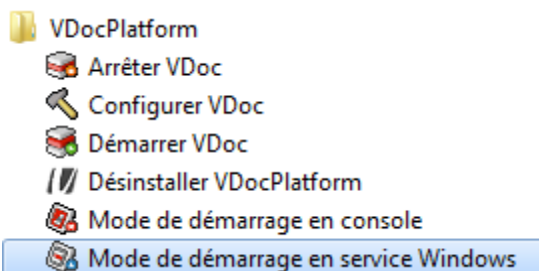 VDocPlatform
Arrêter VDoc
Configurer VDoc
Démarrer VDoc
Désinstaller VDocPlatform
Mode de démarrage en console
Mode de démarrage en service Windows